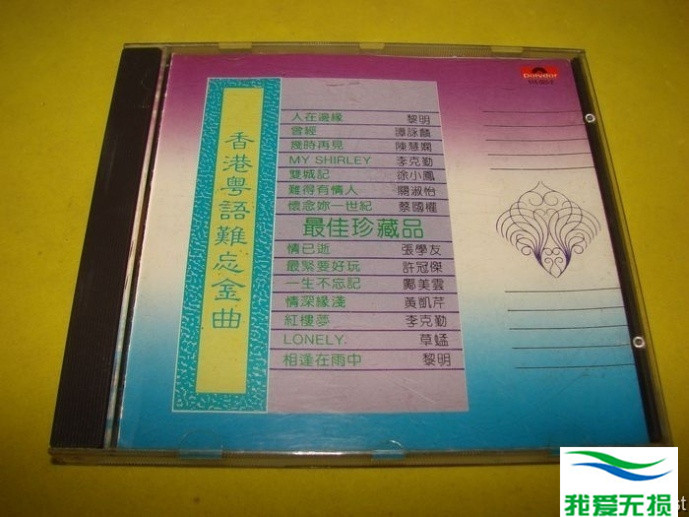 香港粵語難忘金曲
Polydor
人在邊緣 黎明
曾經 譚詠麟
幾時再見 陳慧嫻
MY SHIRLEY 李克勤
雙城記 徐小鳳
難得有情人 關淑怡
懷念妳一世紀 蔡國權
最佳珍藏品
情已逝 張學友
最緊要好玩 許冠傑
一生不忘記 鄺美雲
情深緣淺 黃凱芹
紅樓夢 李克勤
LONELY 草蜢
相逢在雨中 黎明
我爱无损
st